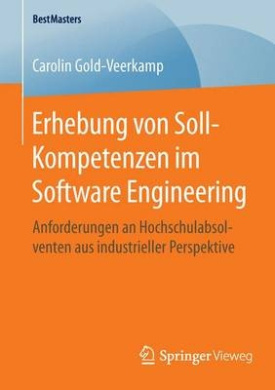 BestMasters
Carolin Gold-Veerkamp
Erhebung von Soll-
Kompetenzen im
Software Engineering
Anforderungen an Hochschulabsol-
venten aus industrieller Perspektive
Springer Vieweg